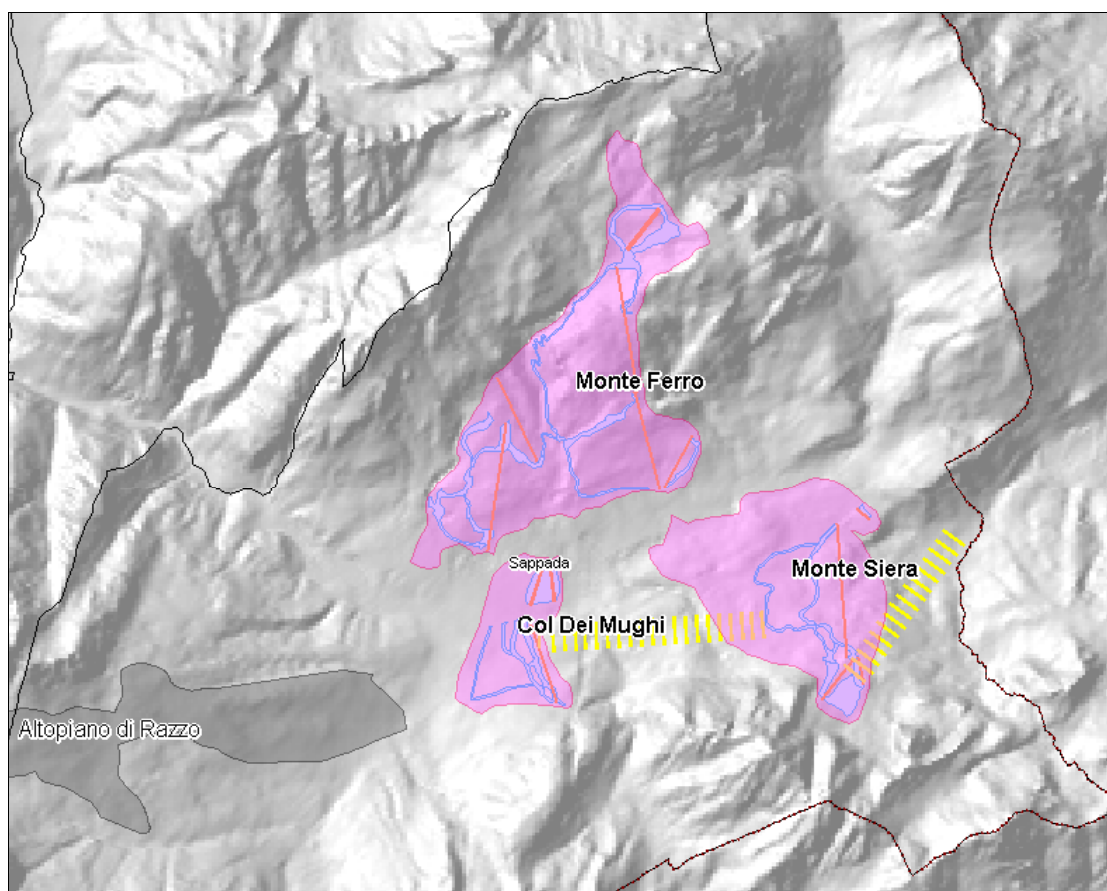 Monte Ferro
Sappada
Monte Siera
Col Dei Mughi
Altopiano di Razzo